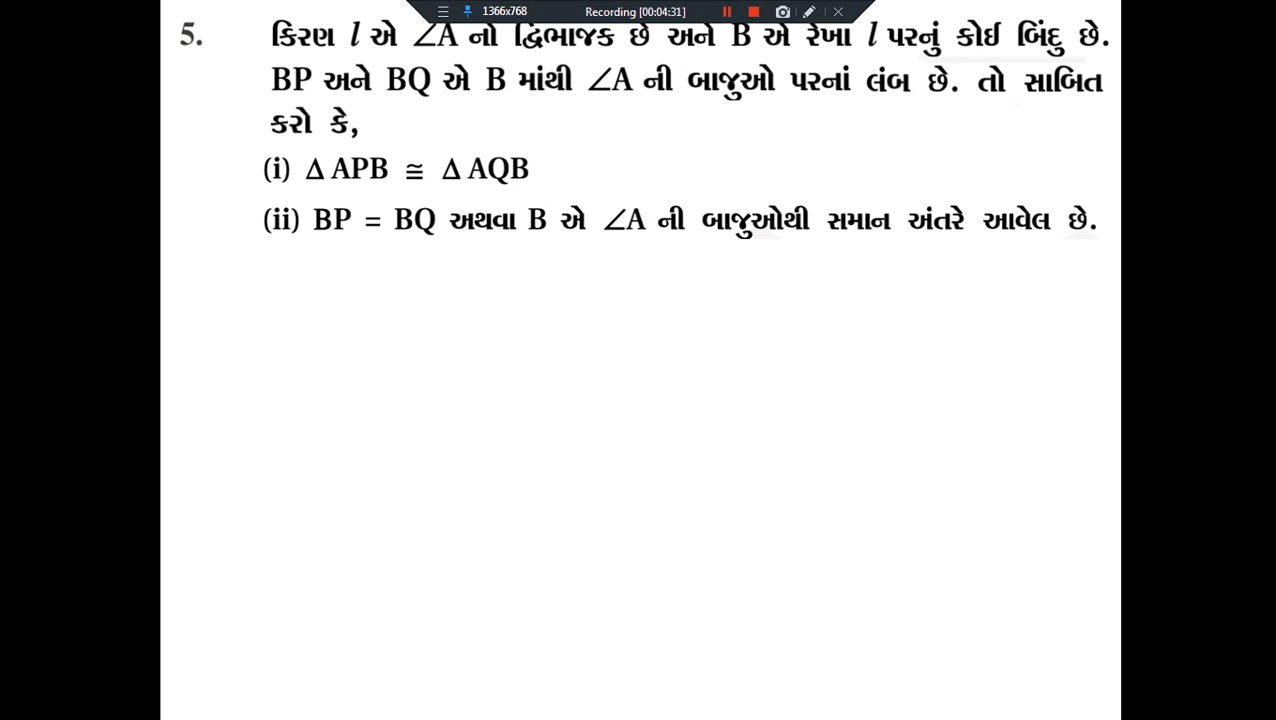 1366x768 Recording [00:04:31]
5. કિરણ l એ ∠A નો દ્વિભાજક છે અને B એ રેખા l પરનું કોઈ બિંદુ છે.
BP અને BQ એ B માંથી ∠A ની બાજુઓ પરનાં લંબ છે. તો સાબિત
કરો કે,
(i) Δ APB ≅ Δ AQB
(ii) BP = BQ અથવા B એ ∠A ની બાજુઓથી સમાન અંતરે આવેલ છે.